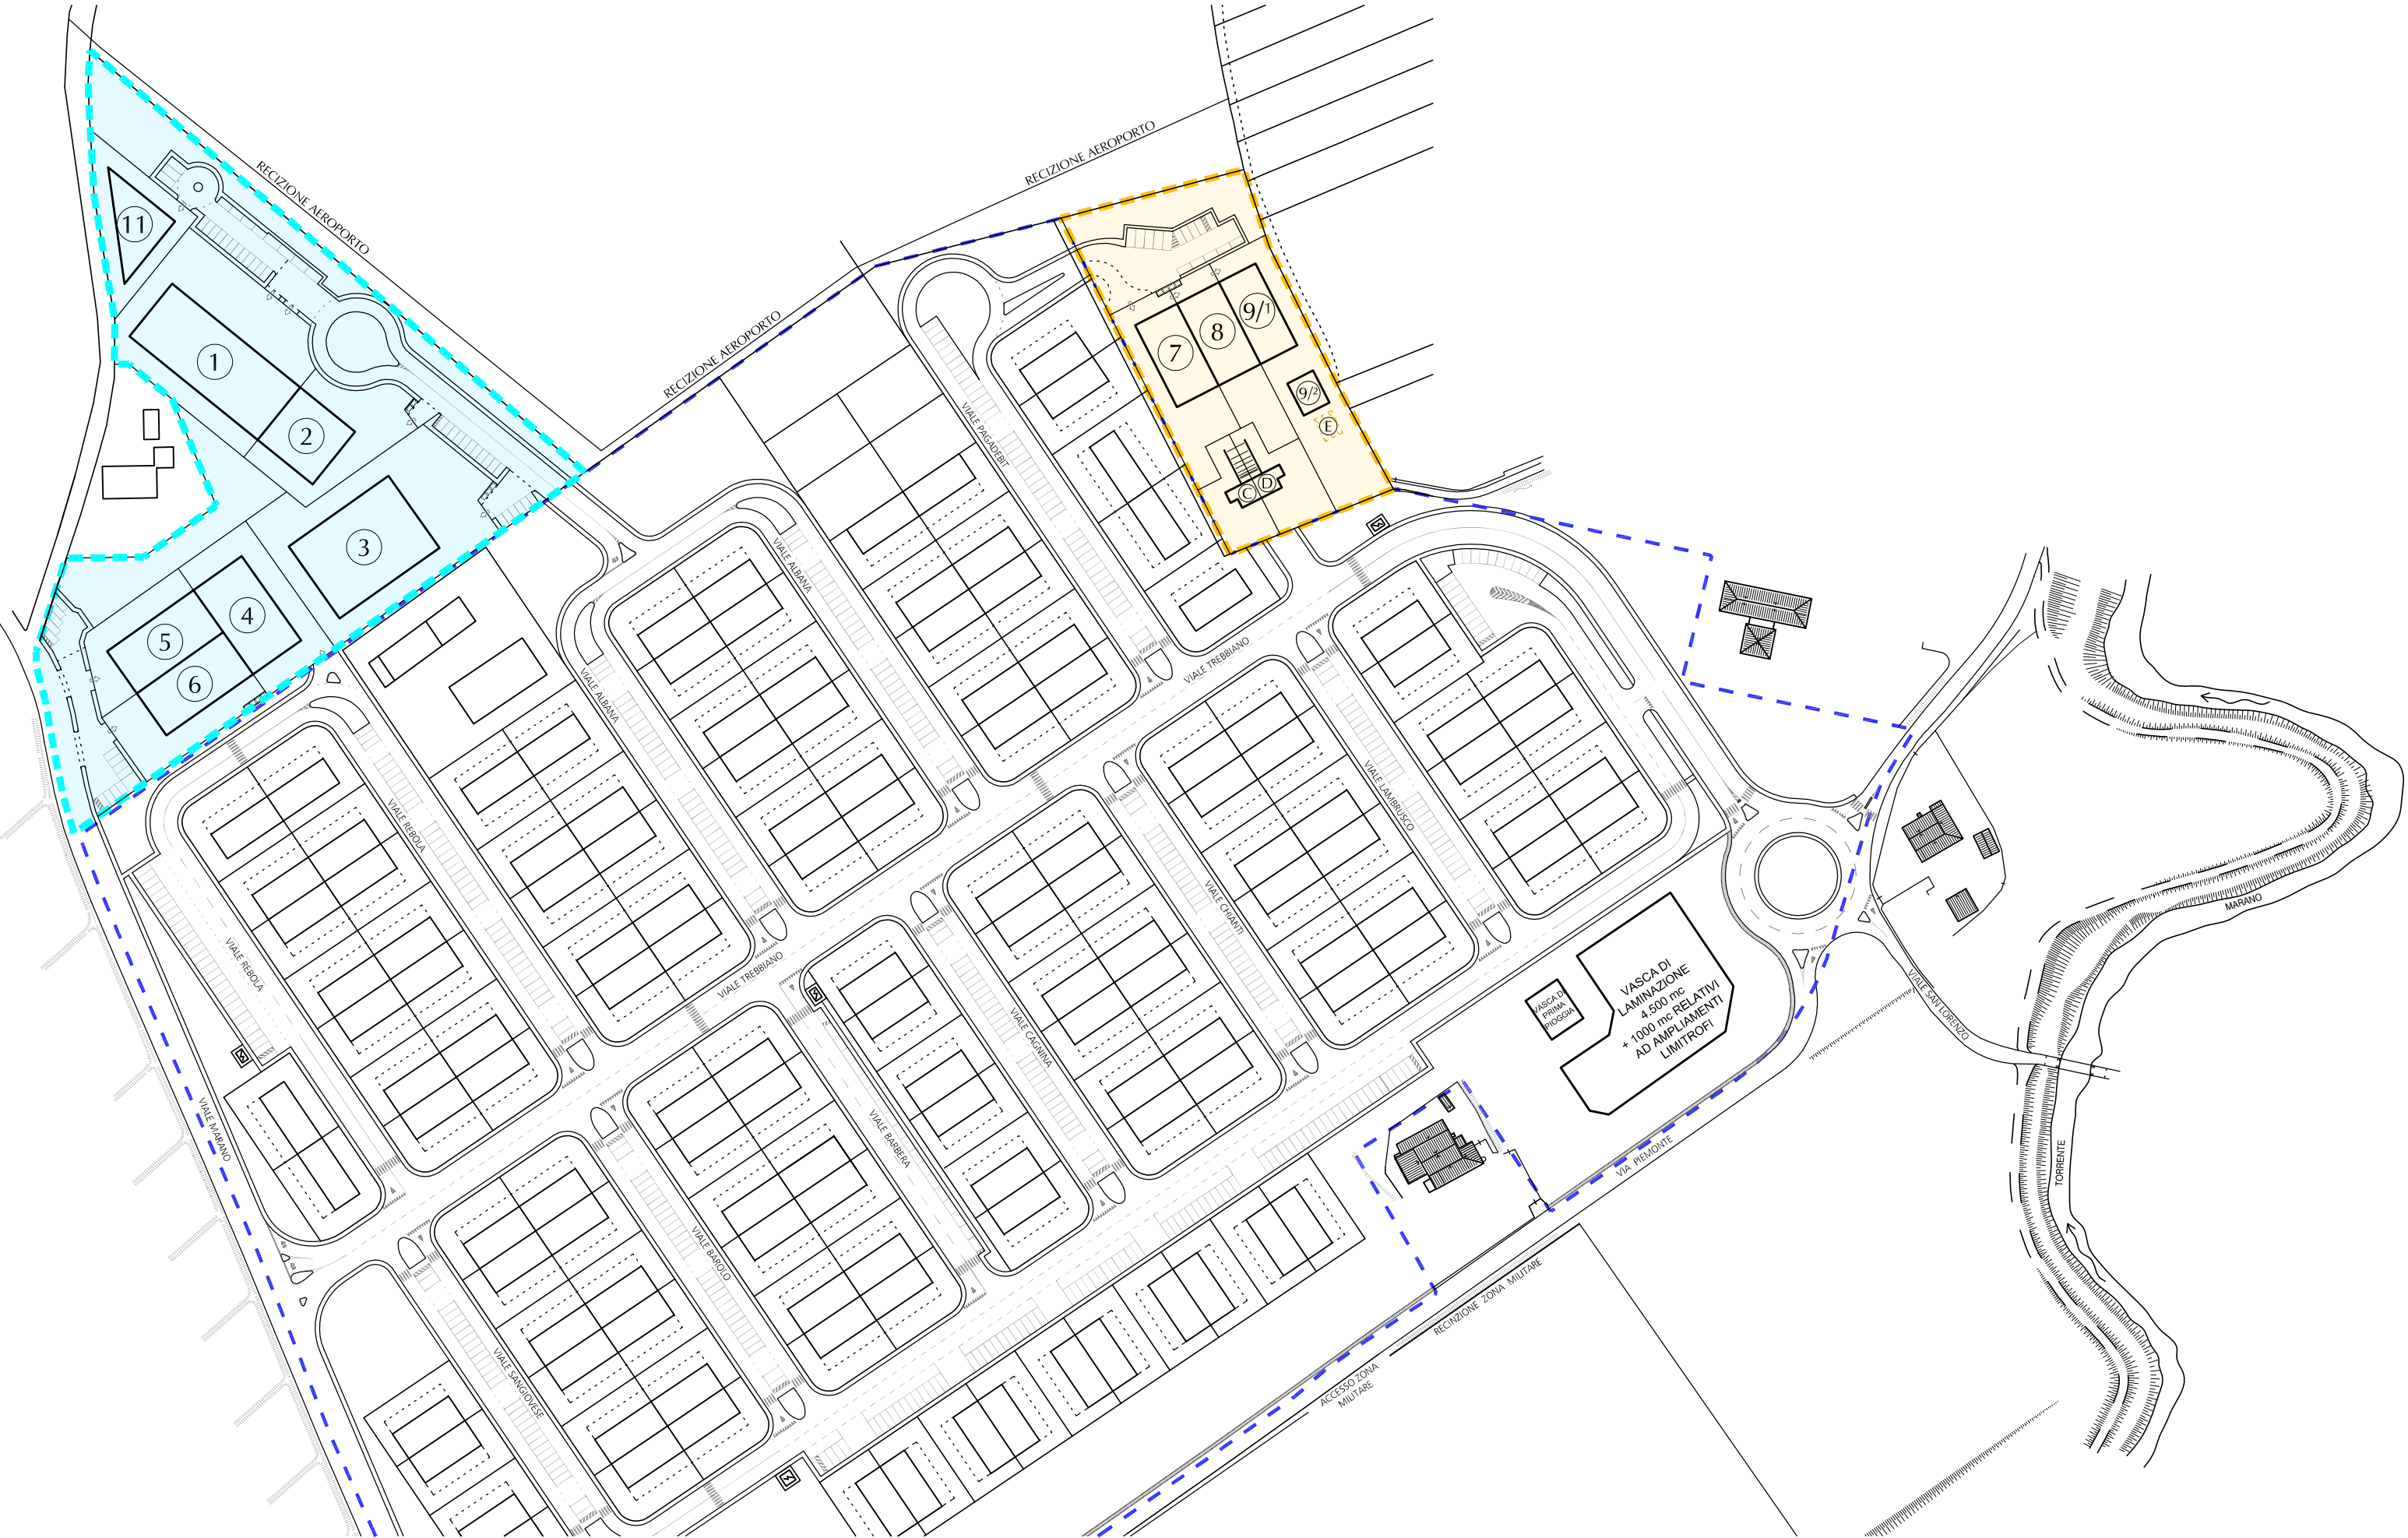 RECIZIONE AEROPORTO
RECIZIONE AEROPORTO
RECIZIONE AEROPORTO
11
1
2
3
4
5
6
7
8
9/1
9/2
E
C
D
VIALE PAGADEBIT
VIALE ALBANA
VIALE ALBANA
VIALE TREBBIANO
VIALE REBOLA
VIALE REBOLA
VIALE LAMBRUSCO
VIALE CHIANTI
VIALE TREBBIANO
VIALE CAGNINA
VIALE BARBERA
VIALE BAROLO
VIALE SANGIOVESE
VIALE MARANO
VASCA DI
PRIMA
PIOGGIA
VASCA DI
LAMINAZIONE
4.500 mc
+ 1000 mc RELATIVI
AD AMPLIAMENTI
LIMITROFI
VIA PIEMONTE
VIALE SAN LORENZO
MARANO
TORRENTE
RECINZIONE ZONA MILITARE
ACCESSO ZONA
MILITARE